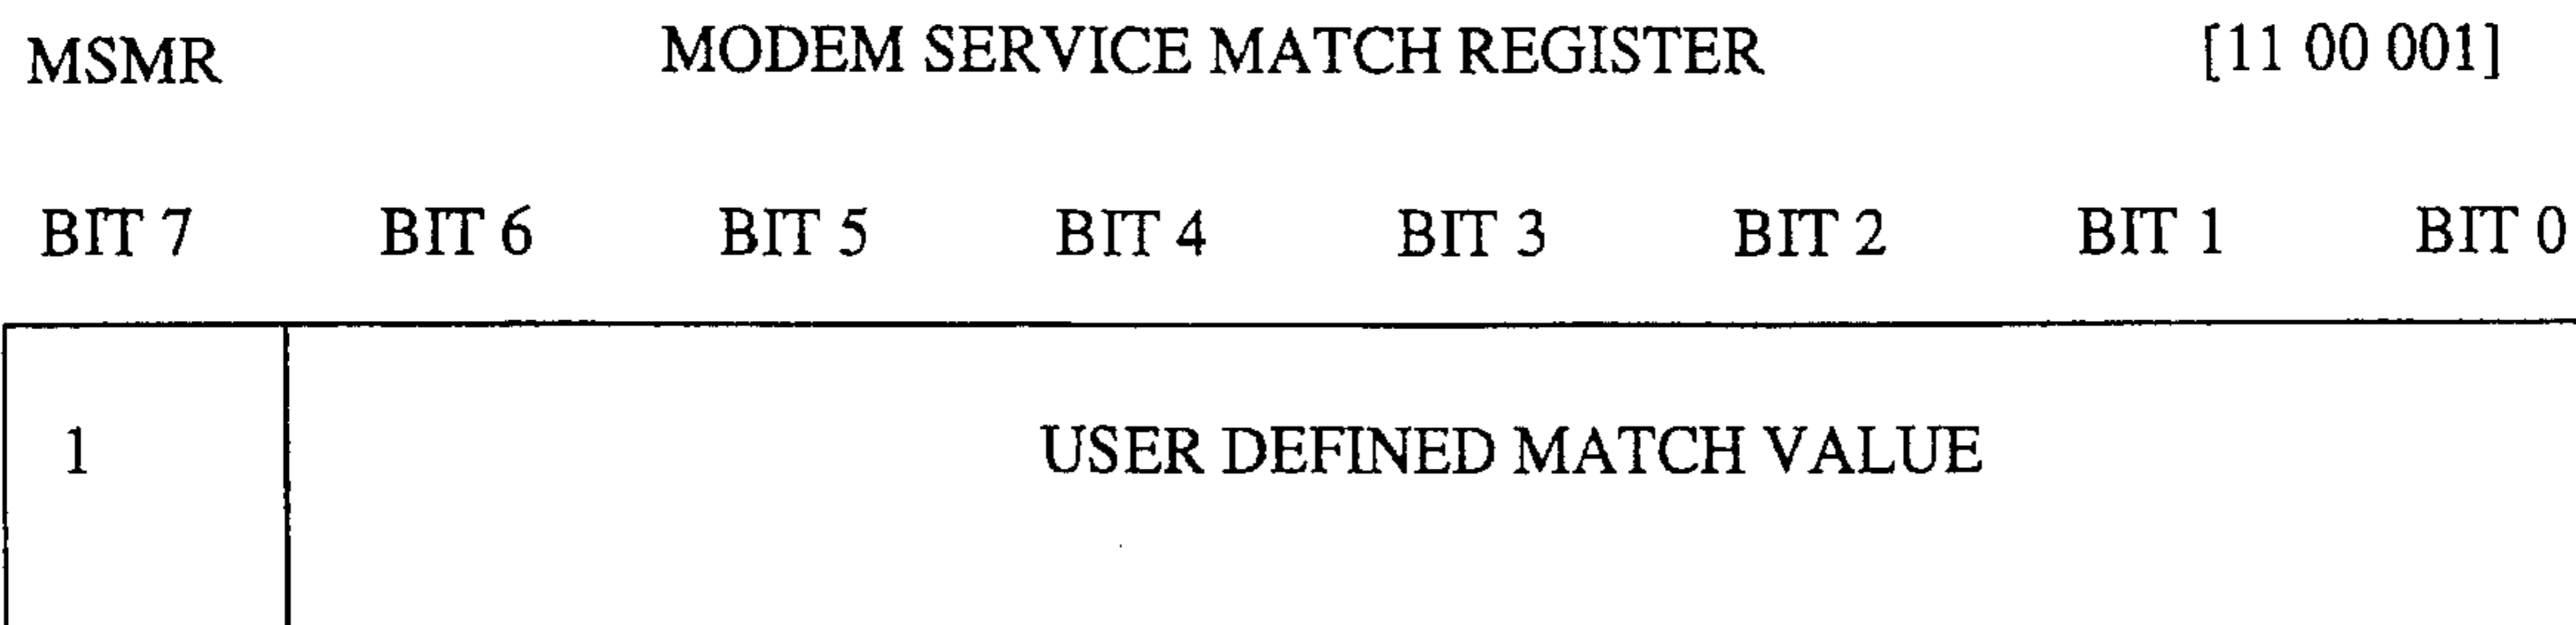 MSMR MODEM SERVICE MATCH REGISTER [11 00 001]
BIT 7 BIT 6 BIT 5 BIT 4 BIT 3 BIT 2 BIT 1 BIT 0
1 USER DEFINED MATCH VALUE